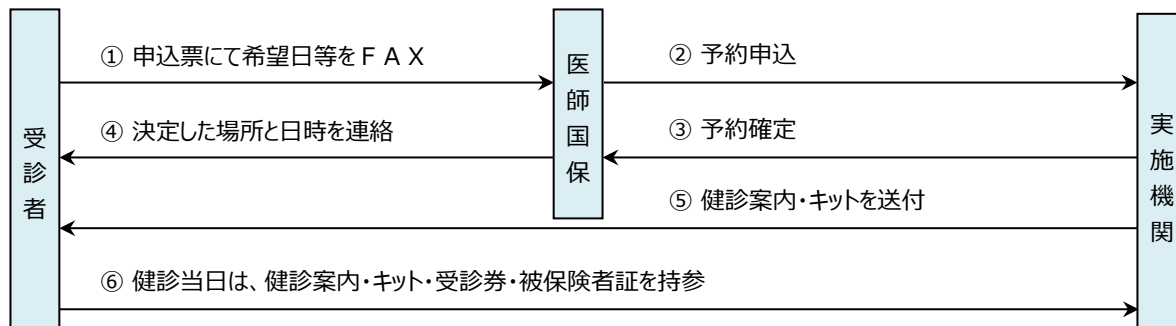 ① 申込票にて希望日等をＦＡＸ
② 予約申込
医師国保
④ 決定した場所と日時を連絡
③ 予約確定
受診者
実施機関
⑤ 健診案内・キットを送付
⑥ 健診当日は、健診案内・キット・受診券・被保険者証を持参